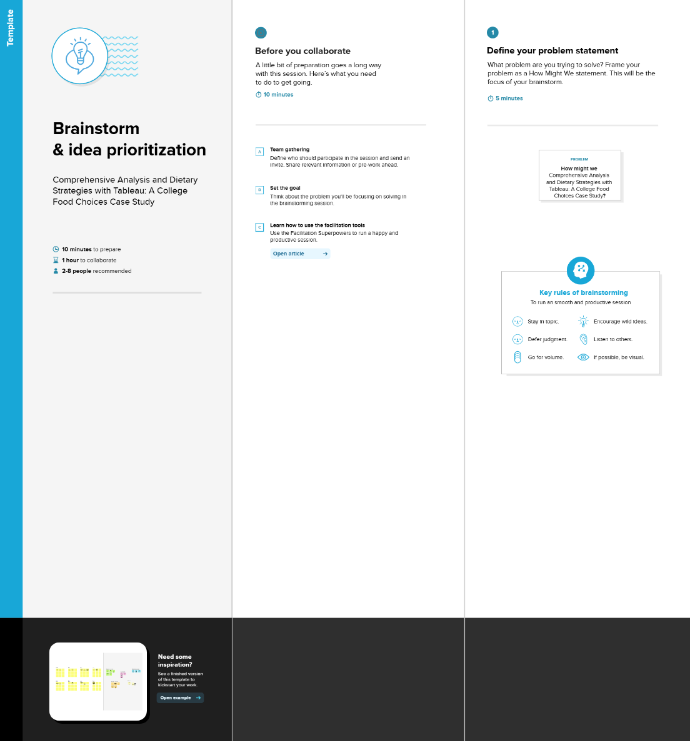 Template
Brainstorm
& idea prioritization
Comprehensive Analysis and Dietary
Strategies with Tableau: A College
Food Choices Case Study
10 minutes to prepare
1 hour to collaborate
2-8 people recommended
Before you collaborate
A little bit of preparation goes a long way
with this session. Here's what you need
to do to get going.
10 minutes
A
Team gathering
Define who should participate in the session and send an
invite. Share relevant information or pre-work ahead.
B
Set the goal
Think about the problem you'll be focusing on solving in
the brainstorming session.
C
Learn how to use the facilitation tools
Use the Facilitation Superpowers to run a happy and
productive session.
Open article
1
Define your problem statement
What problem are you trying to solve? Frame your
problem as a How Might We statement. This will be the
focus of your brainstorm.
5 minutes
PROBLEM
How might we
Comprehensive Analysis
and Dietary Strategies with
Tableau: A College Food
Choices Case Study?
Key rules of brainstorming
To run an smooth and productive session
Stay in topic.
Encourage wild ideas.
Defer judgment.
Listen to others.
Go for volume.
If possible, be visual.
Need some
inspiration?
See a finished version
of this template to
kickstart your work.
Open example